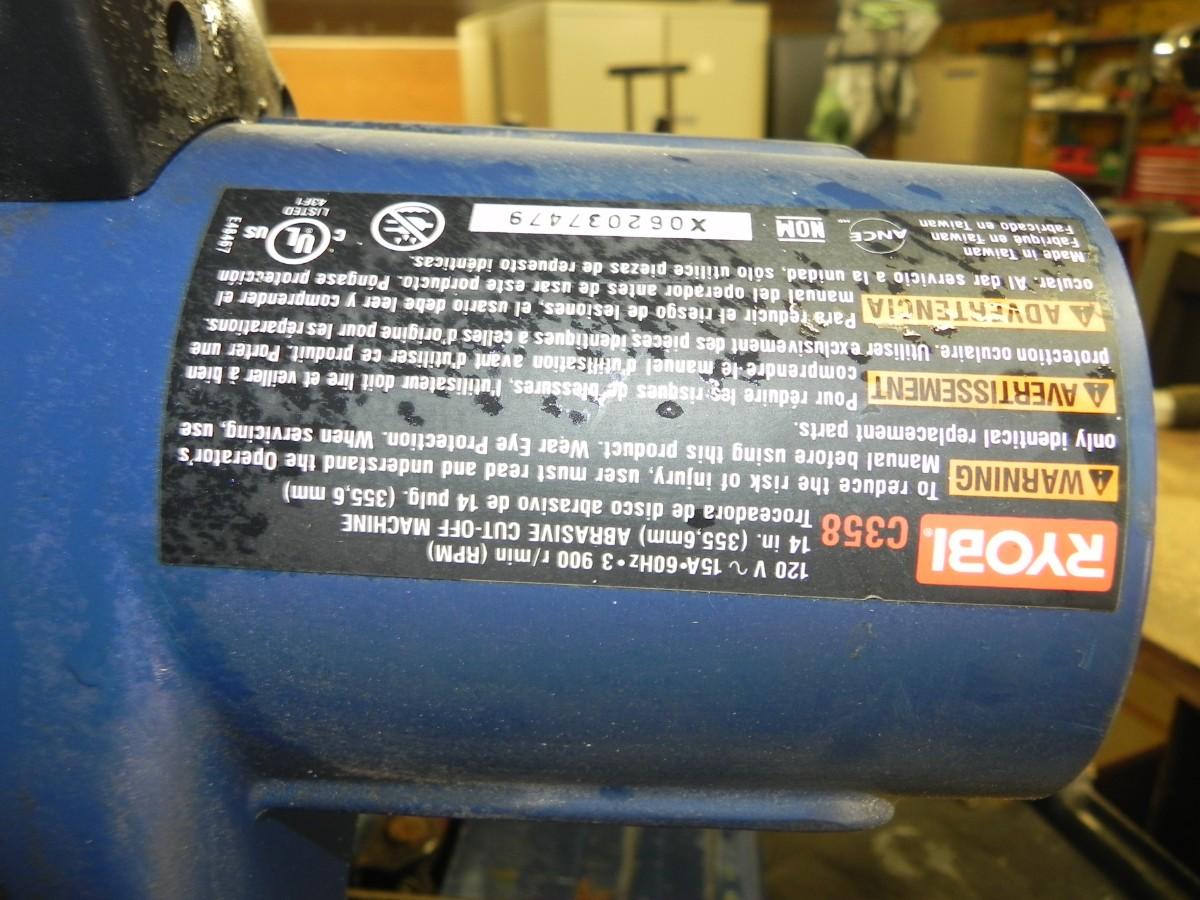 120 V ~ 15A•60Hz•3 900 r/min (RPM)
14 in. (355,6mm) ABRASIVE CUT-OFF MACHINE
RYOBI® C358 Troceadora de disco abrasivo de 14 pulg. (355,6 mm)
WARNING To reduce the risk of injury, user must read and understand the Operator's
Manual before using this product. Wear Eye Protection. When servicing, use
only identical replacement parts.
AVERTISSEMENT Pour réduire les risques de blessures, l'utilisateur doit et lire et veiller à bien
comprendre le manuel d'utilisation avant d'utiliser ce produit. Porter une
protection oculaire. Utiliser exclusivement des pièces identiques à celles d'origine pour les réparations.
ADVERTENCIA Para reducir el riesgo de lesiones, el usario debe leer y comprender el
manual del operador antes de usar este porducto. Póngase protección
ocular. Al dar servicio a la unidad, sólo utilice piezas de repuesto idénticas.
Made in Taiwan
Fabriqué en Taiwan
Fabricado en Taiwan
ANCE
NOM
X062037479
C UL US
LISTED
43F1
E49467